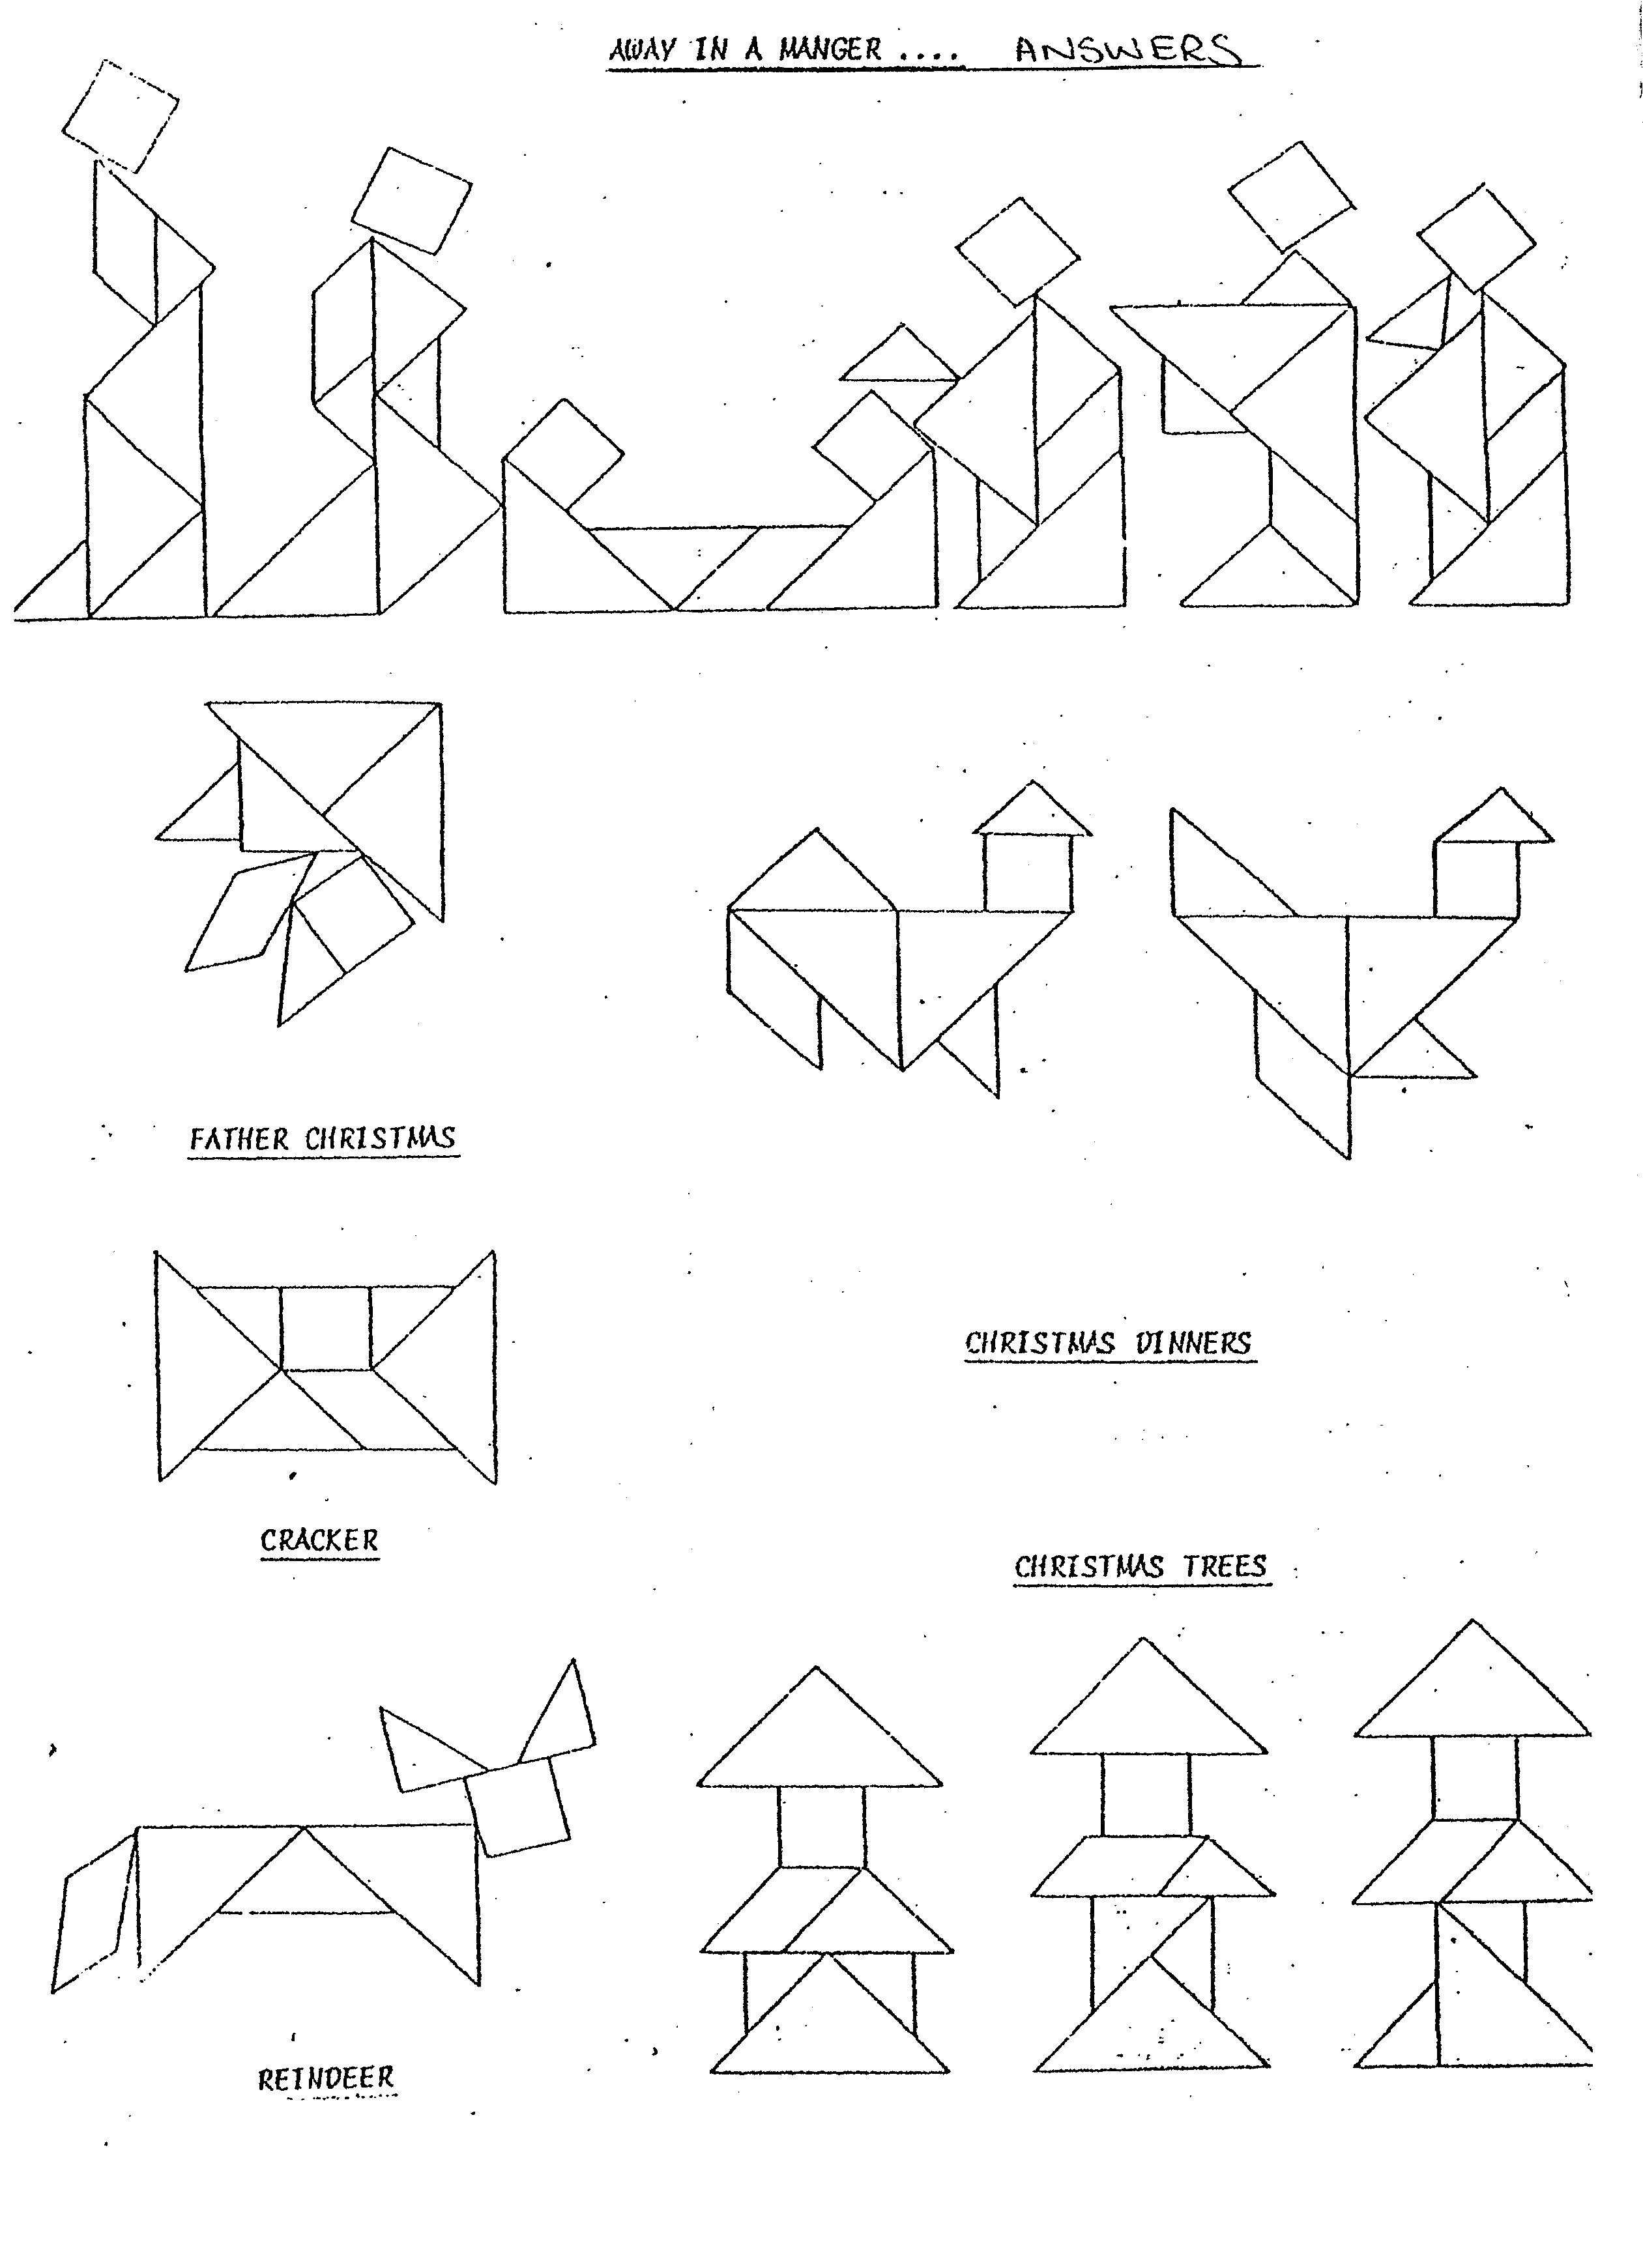 AWAY IN A MANGER .... ANSWERS
FATHER CHRISTMAS
CHRISTMAS DINNERS
CRACKER
CHRISTMAS TREES
REINDEER